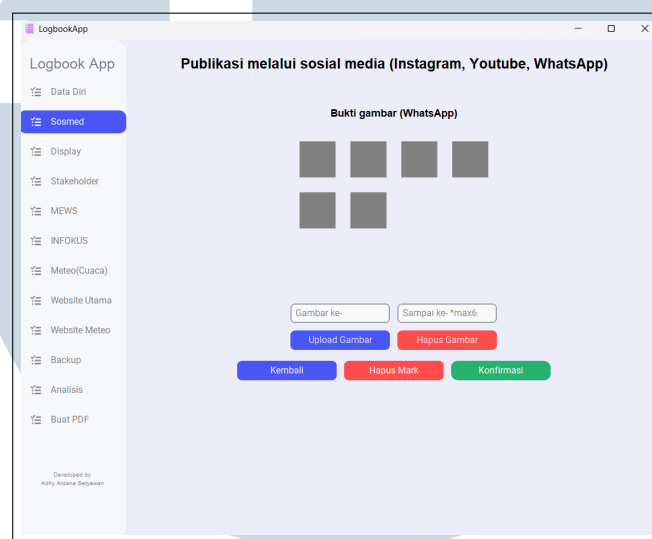 LogbookApp
Logbook App
Data Diri
Sosmed
Display
Stakeholder
MEWS
INFOKUS
Meteo(Cuaca)
Website Utama
Website Meteo
Backup
Analisis
Buat PDF
Developed by
Adhy Ardana Setyawan
Publikasi melalui sosial media (Instagram, Youtube, WhatsApp)
Bukti gambar (WhatsApp)
Gambar ke-
Sampai ke- *max6
Upload Gambar
Hapus Gambar
Kembali
Hapus Mark
Konfirmasi